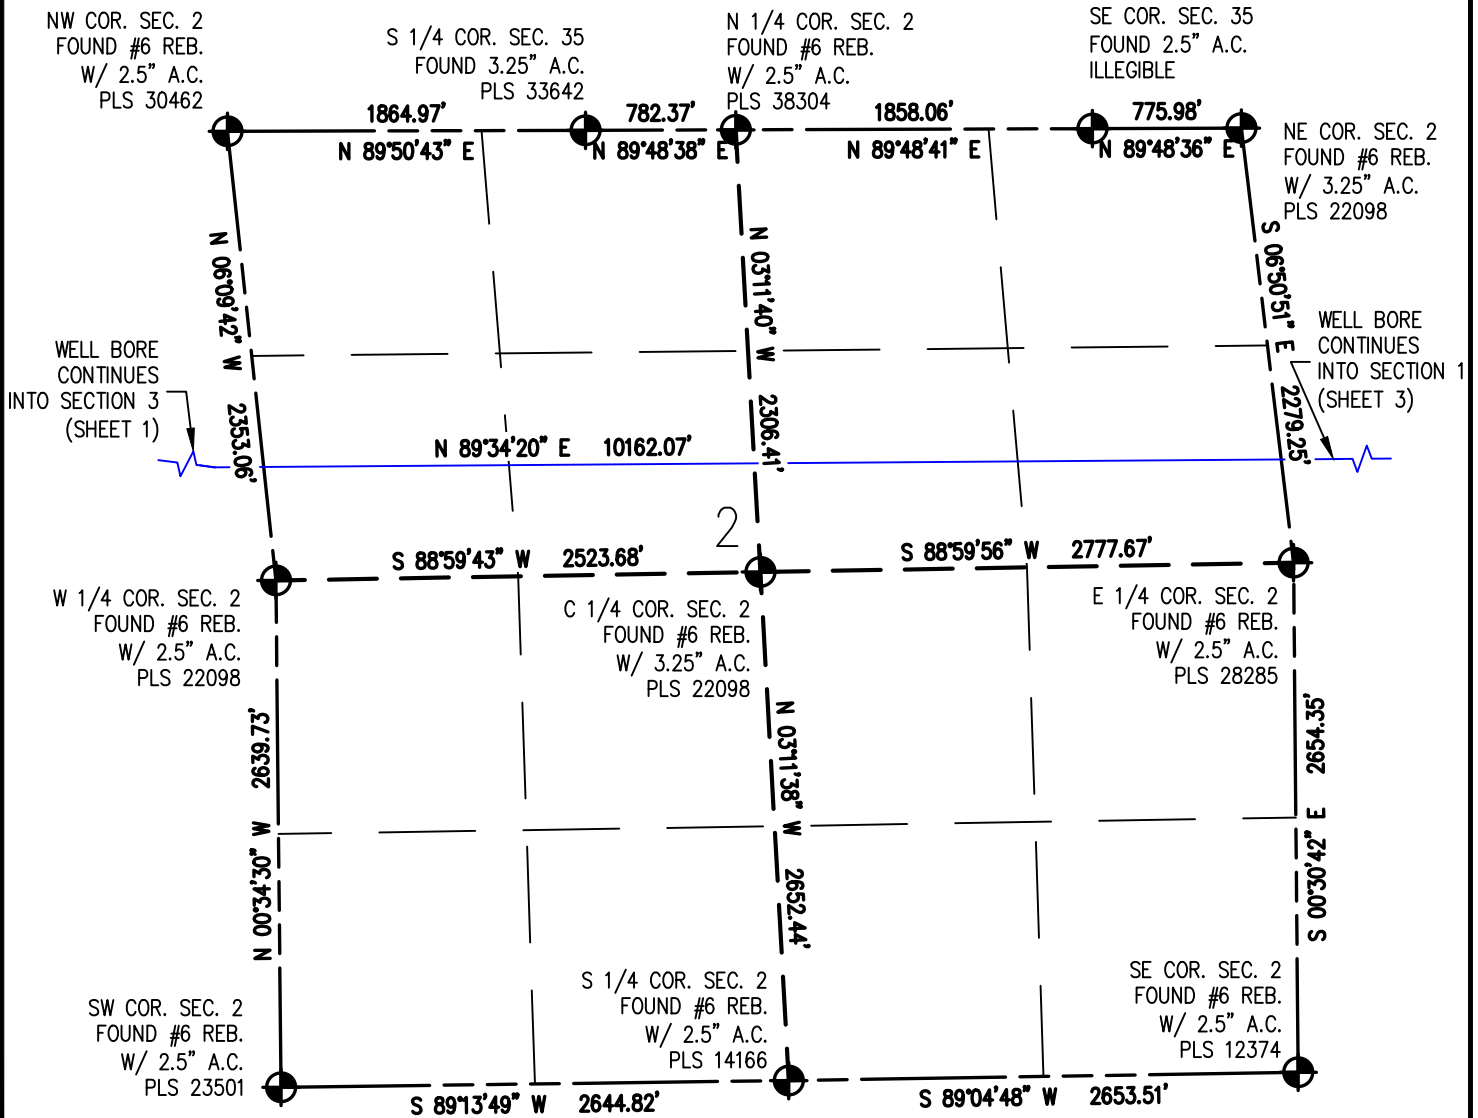 NW COR. SEC. 2
FOUND #6 REB.
W/ 2.5" A.C.
PLS 30462
S 1/4 COR. SEC. 35
FOUND 3.25" A.C.
PLS 33642
N 1/4 COR. SEC. 2
FOUND #6 REB.
W/ 2.5" A.C.
PLS 38304
SE COR. SEC. 35
FOUND 2.5" A.C.
ILLEGIBLE
NE COR. SEC. 2
FOUND #6 REB.
W/ 3.25" A.C.
PLS 22098
1864.97'
N 89°50'43" E
782.37'
N 89°48'38" E
1858.06'
N 89°48'41" E
775.98'
N 89°48'36" E
N 06°09'42" W 2353.06'
N 03°11'40" W 2306.41'
S 06°50'51" E 2279.25'
WELL BORE
CONTINUES
INTO SECTION 3
(SHEET 1)
WELL BORE
CONTINUES
INTO SECTION 1
(SHEET 3)
N 89°34'20" E 10162.07'
2
S 88°59'43" W 2523.68'
S 88°59'56" W 2777.67'
W 1/4 COR. SEC. 2
FOUND #6 REB.
W/ 2.5" A.C.
PLS 22098
C 1/4 COR. SEC. 2
FOUND #6 REB.
W/ 3.25" A.C.
PLS 22098
E 1/4 COR. SEC. 2
FOUND #6 REB.
W/ 2.5" A.C.
PLS 28285
N 00°34'30" W 2639.73'
N 03°11'38" W 2652.44'
S 00°30'42" E 2654.35'
SW COR. SEC. 2
FOUND #6 REB.
W/ 2.5" A.C.
PLS 23501
S 1/4 COR. SEC. 2
FOUND #6 REB.
W/ 2.5" A.C.
PLS 14166
SE COR. SEC. 2
FOUND #6 REB.
W/ 2.5" A.C.
PLS 12374
S 89°13'49" W 2644.82'
S 89°04'48" W 2653.51'